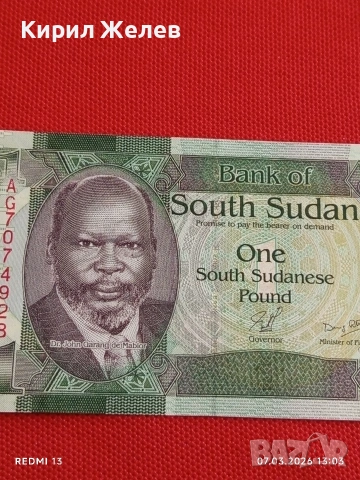 Кирил Желев
Bank of
South Sudan
Promise to pay the bearer on demand
One
South Sudanese
Pound
Governor
Minister of
Dr. John Garang de Mabior
AG7074928
REDMI 13
07.03.2026 13:03
BAZAR